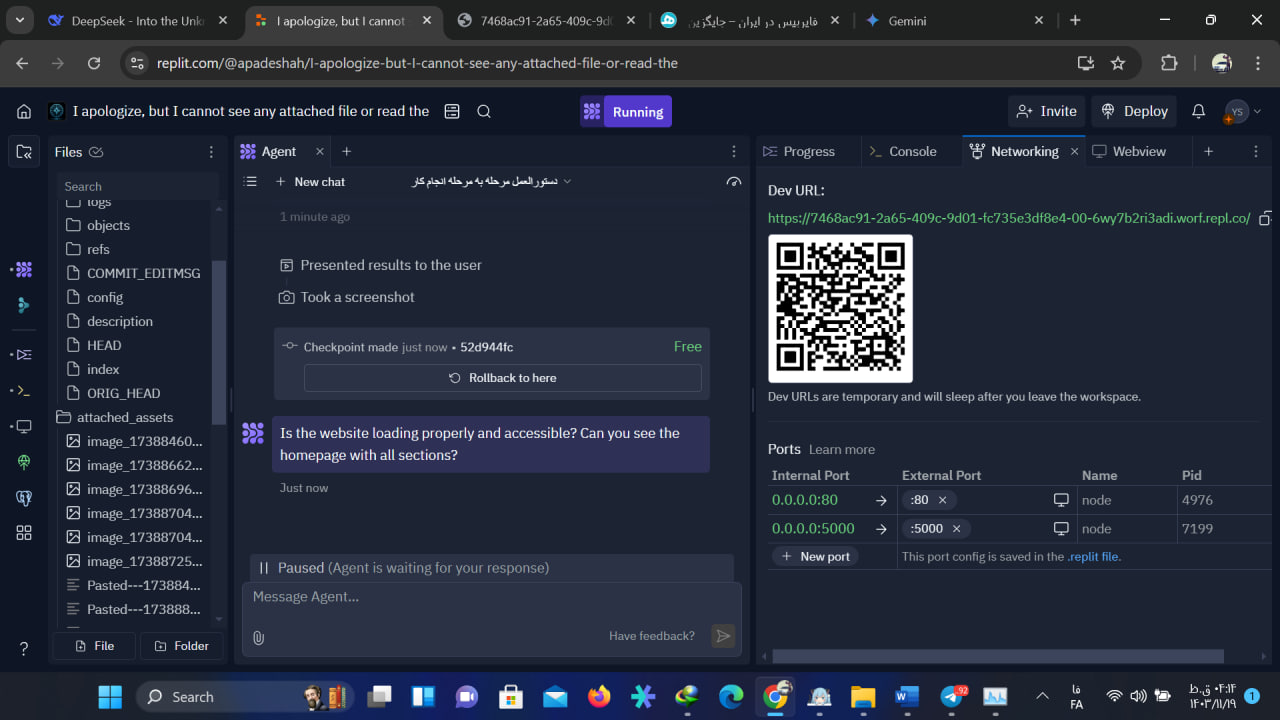 DeepSeek - Into the Unk
I apologize, but I cannot s
7468ac91-2a65-409c-9d0
فایربیس در ایران – جایگزین
Gemini
replit.com/@apadeshah/I-apologize-but-I-cannot-see-any-attached-file-or-read-the
I apologize, but I cannot see any attached file or read the
Running
Invite
Deploy
YS
Files
Agent
Progress
Console
Networking
Webview
Search
New chat
دستورالعمل مرحله به مرحله انجام کار
logs
objects
refs
COMMIT_EDITMSG
config
description
HEAD
index
ORIG_HEAD
attached_assets
image_17388460...
image_17388662...
image_17388696...
image_17388704...
image_17388704...
image_17388725...
Pasted---173884...
Pasted---173888...
File
Folder
1 minute ago
Presented results to the user
Took a screenshot
Checkpoint made just now • 52d944fc
Free
Rollback to here
Is the website loading properly and accessible? Can you see the
homepage with all sections?
Just now
Paused (Agent is waiting for your response)
Message Agent...
Have feedback?
Dev URL:
https://7468ac91-2a65-409c-9d01-fc735e3df8e4-00-6wy7b2ri3adi.worf.repl.co/
Dev URLs are temporary and will sleep after you leave the workspace.
Ports Learn more
Internal Port External Port Name Pid
0.0.0.0:80 → :80 node 4976
0.0.0.0:5000 → :5000 node 7199
New port This port config is saved in the .replit file.
?
Search
92
فا
FA
۰۴:۱۴ ق.ظ
۱۴۰۳/۱۱/۱۹
1